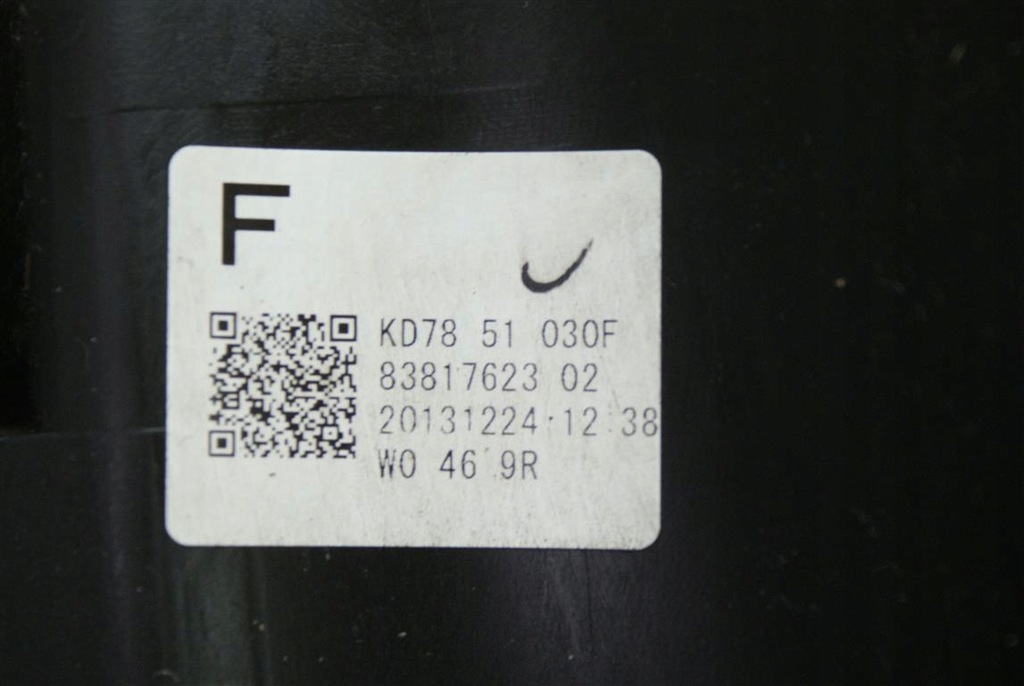 F
KD78 51 030F
83817623 02
20131224 12 38
W0 46 9R